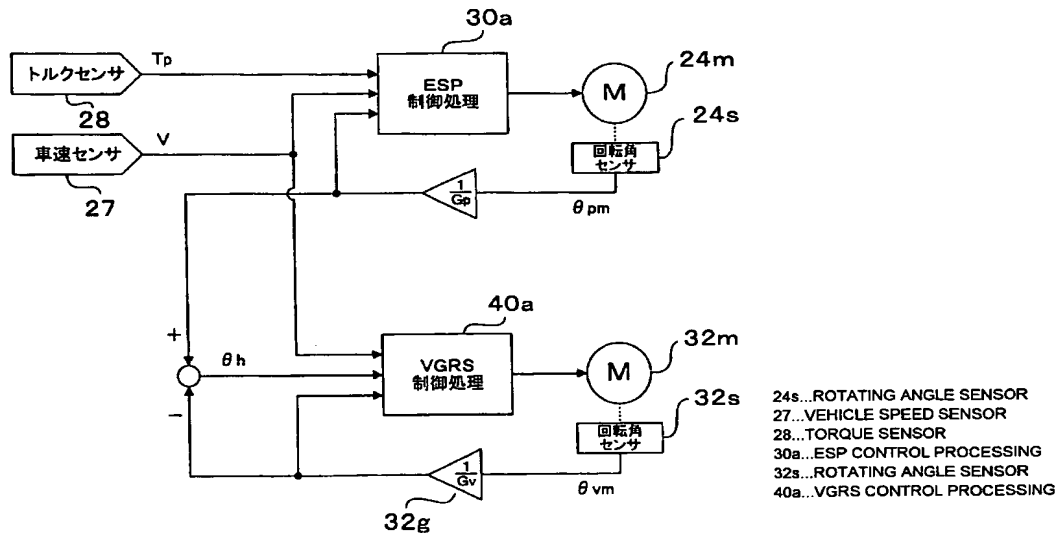 30a
Tp
トルクセンサ
28
ESP
制御処理
M
24m
24s
V
車速センサ
27
回転角
センサ
1
Gp
θpm
40a
+
θh
VGRS
制御処理
M
32m
32s
−
回転角
センサ
1
Gv
θvm
32g
24s...ROTATING ANGLE SENSOR
27...VEHICLE SPEED SENSOR
28...TORQUE SENSOR
30a...ESP CONTROL PROCESSING
32s...ROTATING ANGLE SENSOR
40a...VGRS CONTROL PROCESSING